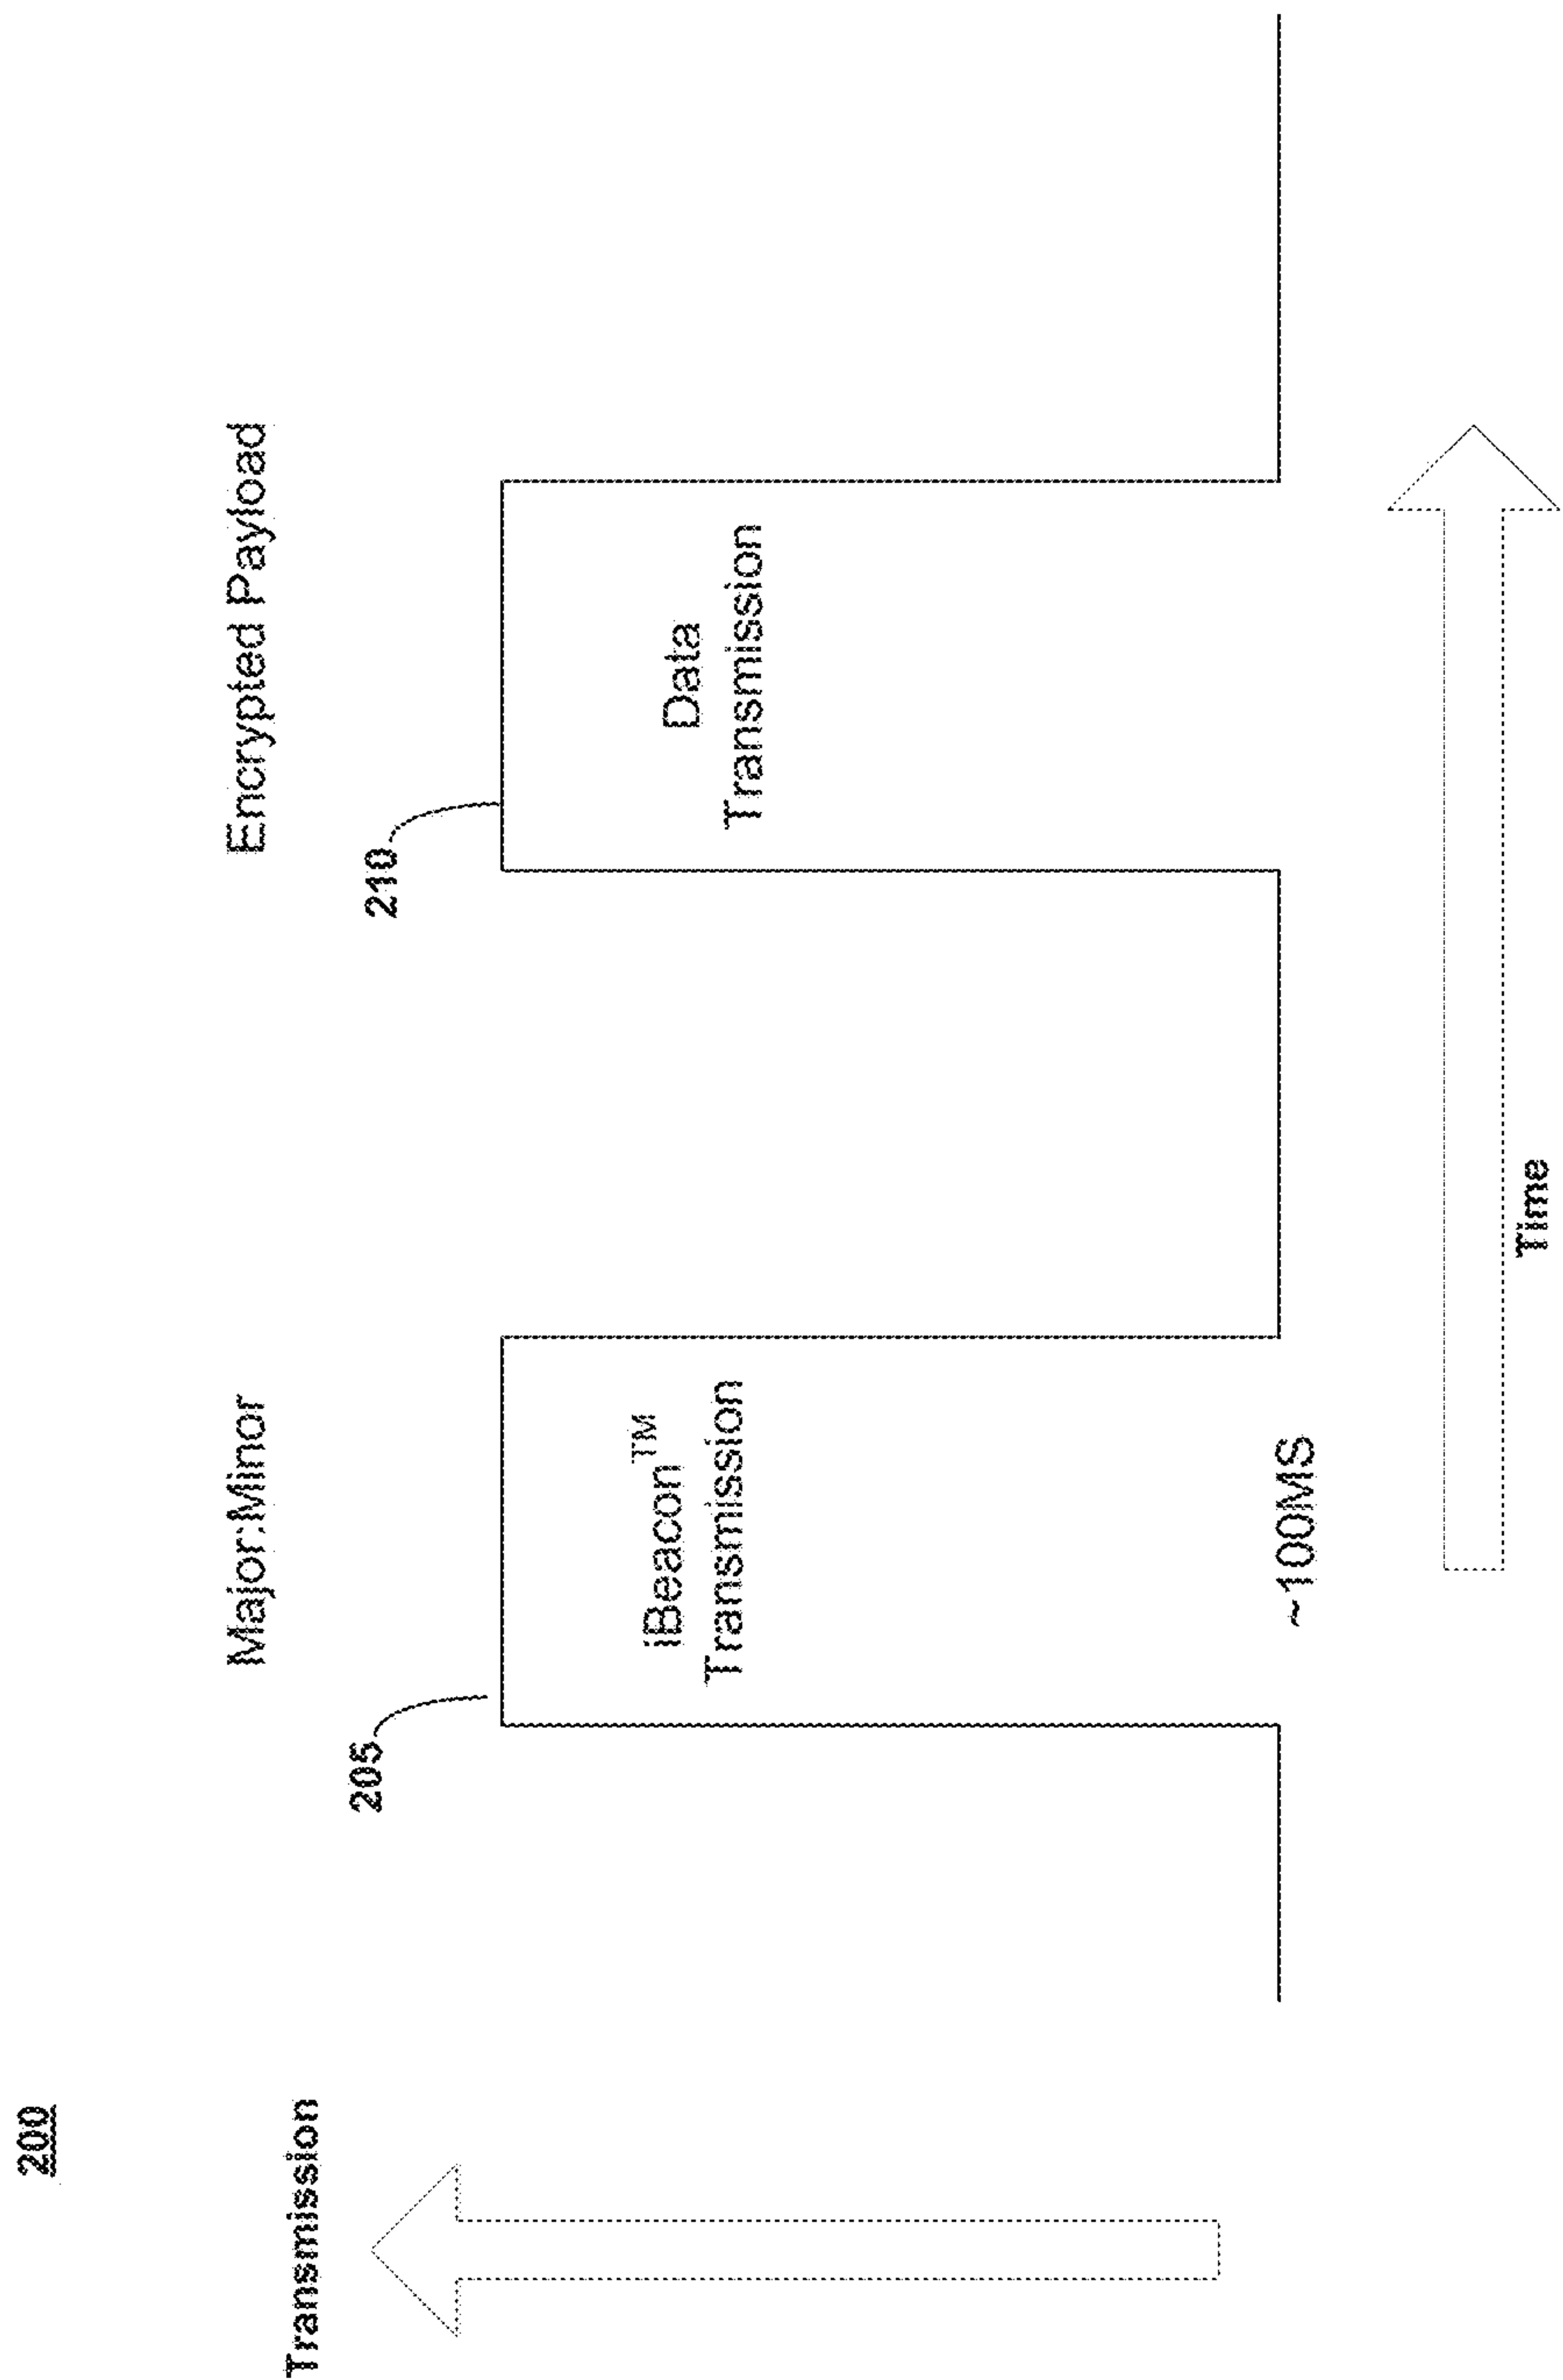 200
Transmission
Major:Minor
Encrypted Payload
205
210
iBeacon™
Transmission
Data
Transmission
~100MS
Time